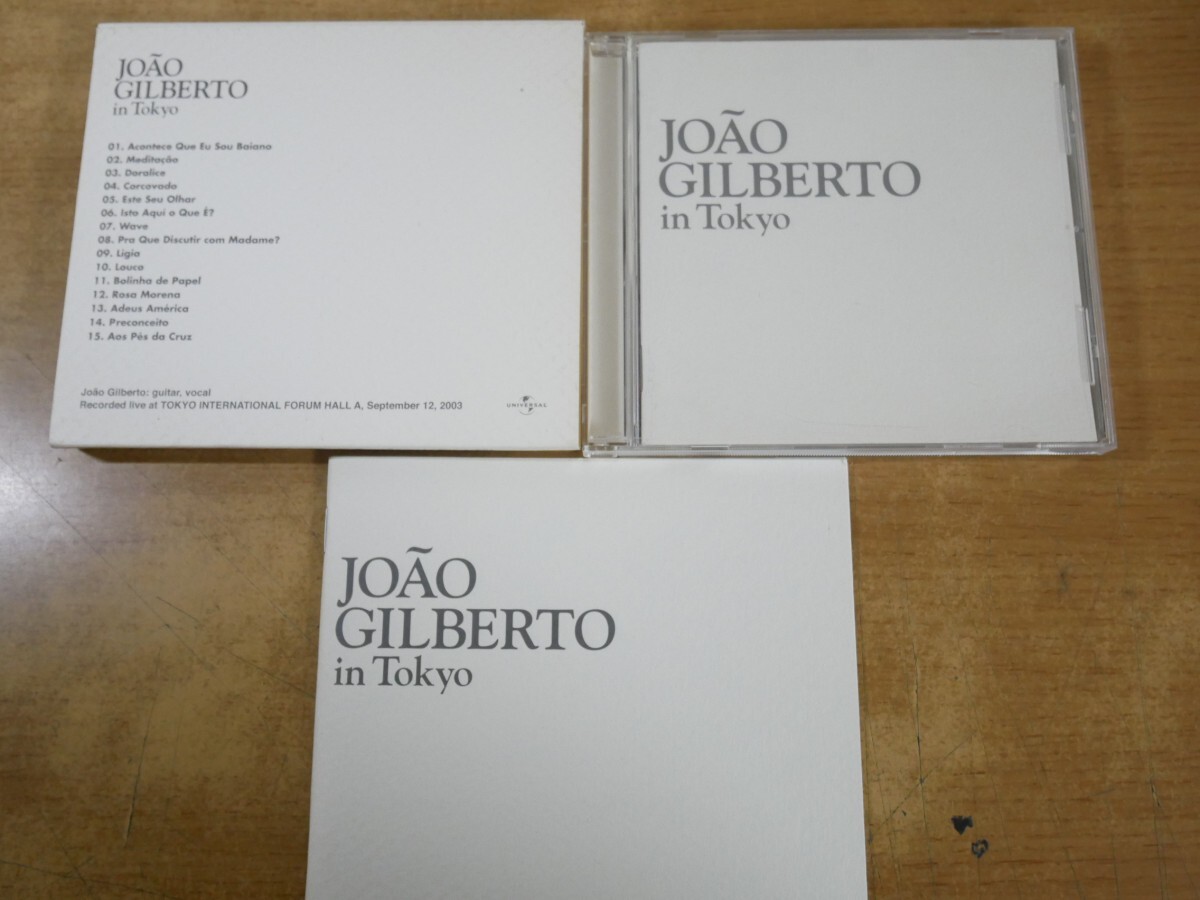 JOÃO
GILBERTO
in Tokyo
01. Acontece Que Eu Sou Baiano
02. Meditação
03. Doralice
04. Corcovado
05. Este Seu Olhar
06. Isto Aqui o Que É?
07. Wave
08. Pra Que Discutir com Madame?
09. Ligia
10. Louco
11. Bolinha de Papel
12. Rosa Morena
13. Adeus América
14. Preconceito
15. Aos Pés da Cruz
João Gilberto: guitar, vocal
Recorded live at TOKYO INTERNATIONAL FORUM HALL A, September 12, 2003
UNIVERSAL
JOÃO
GILBERTO
in Tokyo
JOÃO
GILBERTO
in Tokyo